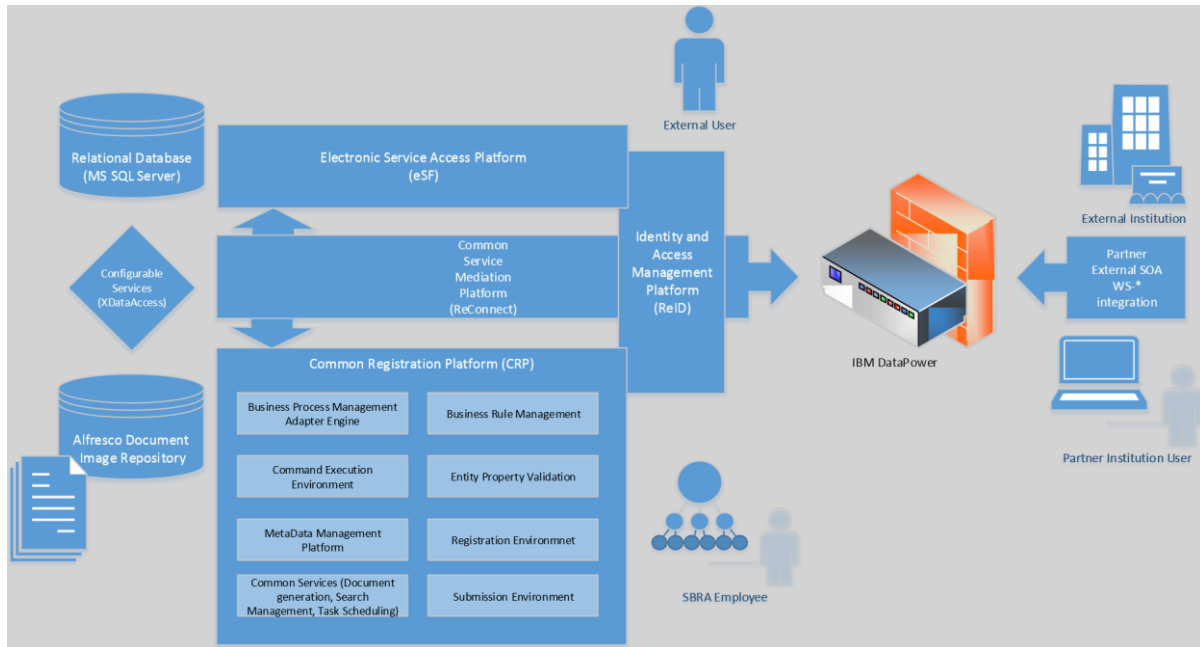 External User
Relational Database
(MS SQL Server)
Electronic Service Access Platform
(eSF)
External Institution
Configurable
Services
(XDataAccess)
Common
Service
Mediation
Platform
(ReConnect)
Identity and
Access
Management
Platform
(ReID)
Partner
External SOA
WS-*
integration
IBM DataPower
Common Registration Platform (CRP)
Alfresco Document
Image Repository
Business Process Management
Adapter Engine
Business Rule Management
Command Execution
Environment
Entity Property Validation
MetaData Management
Platform
Registration Environmnet
Common Services (Document
generation, Search
Management, Task Scheduling)
Submission Environment
Partner Institution User
SBRA Employee